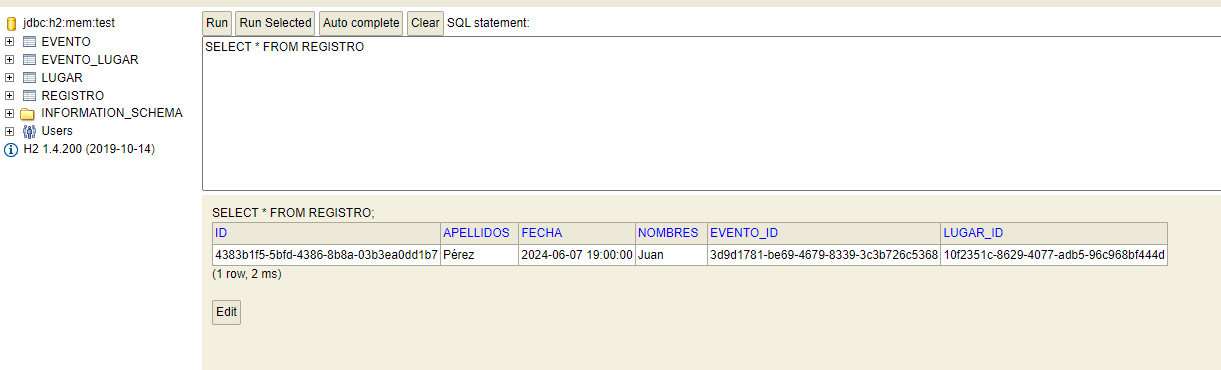 jdbc:h2:mem:test
EVENTO
EVENTO_LUGAR
LUGAR
REGISTRO
INFORMATION_SCHEMA
Users
H2 1.4.200 (2019-10-14)
Run Run Selected Auto complete Clear SQL statement:
SELECT * FROM REGISTRO
SELECT * FROM REGISTRO;
ID APELLIDOS FECHA NOMBRES EVENTO_ID LUGAR_ID
4383b1f5-5bfd-4386-8b8a-03b3ea0dd1b7 Pérez 2024-06-07 19:00:00 Juan 3d9d1781-be69-4679-8339-3c3b726c5368 10f2351c-8629-4077-adb5-96c968bf444d
(1 row, 2 ms)
Edit